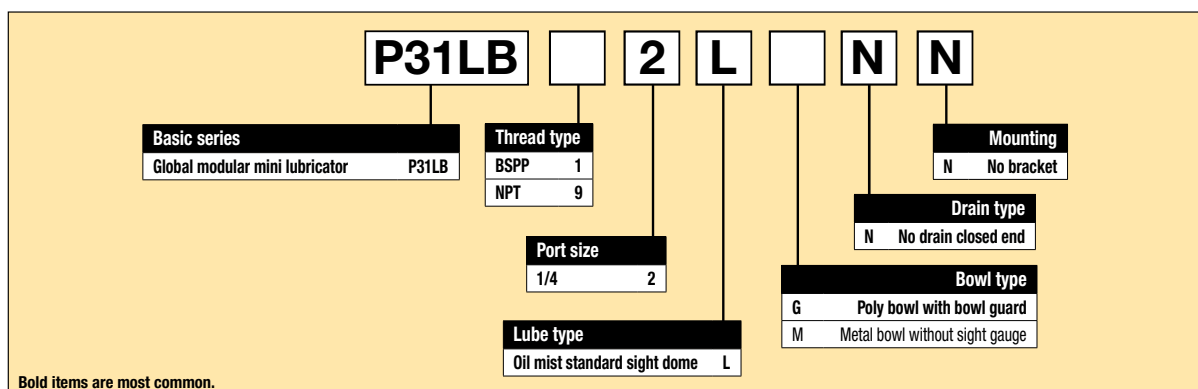 P31LB 2 L N N
Basic series
Global modular mini lubricator P31LB
Thread type
BSPP 1
NPT 9
Mounting
N No bracket
Drain type
N No drain closed end
Port size
1/4 2
Bowl type
G Poly bowl with bowl guard
M Metal bowl without sight gauge
Lube type
Oil mist standard sight dome L
Bold items are most common.